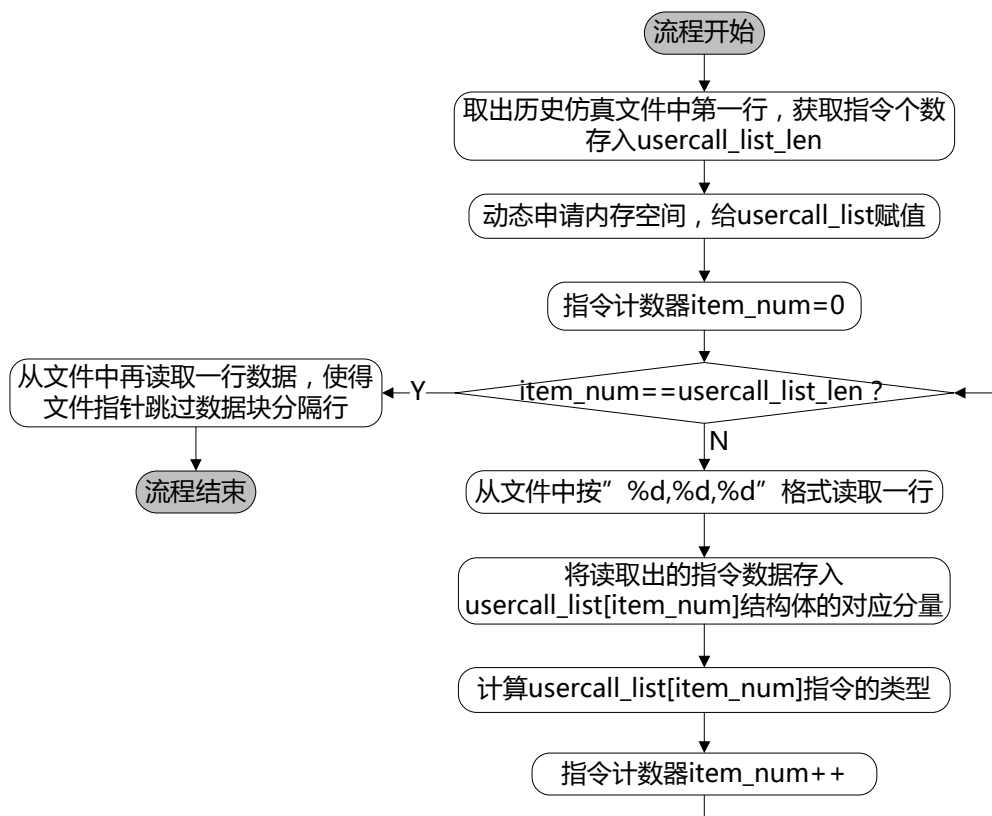 流程开始
取出历史仿真文件中第一行，获取指令个数
存入usercall_list_len
动态申请内存空间，给usercall_list赋值
指令计数器item_num=0
item_num==usercall_list_len？
Y
从文件中再读取一行数据，使得
文件指针跳过数据块分隔行
流程结束
N
从文件中按”%d,%d,%d”格式读取一行
将读取出的指令数据存入
usercall_list[item_num]结构体的对应分量
计算usercall_list[item_num]指令的类型
指令计数器item_num++